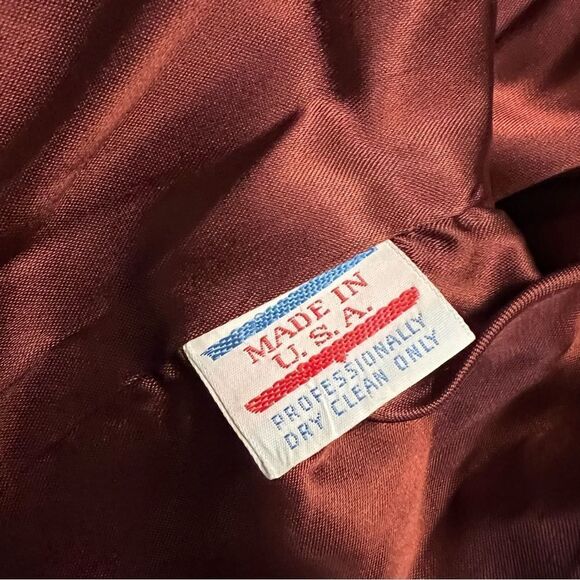 MADE IN
U.S.A.
PROFESSIONALLY
DRY CLEAN ONLY